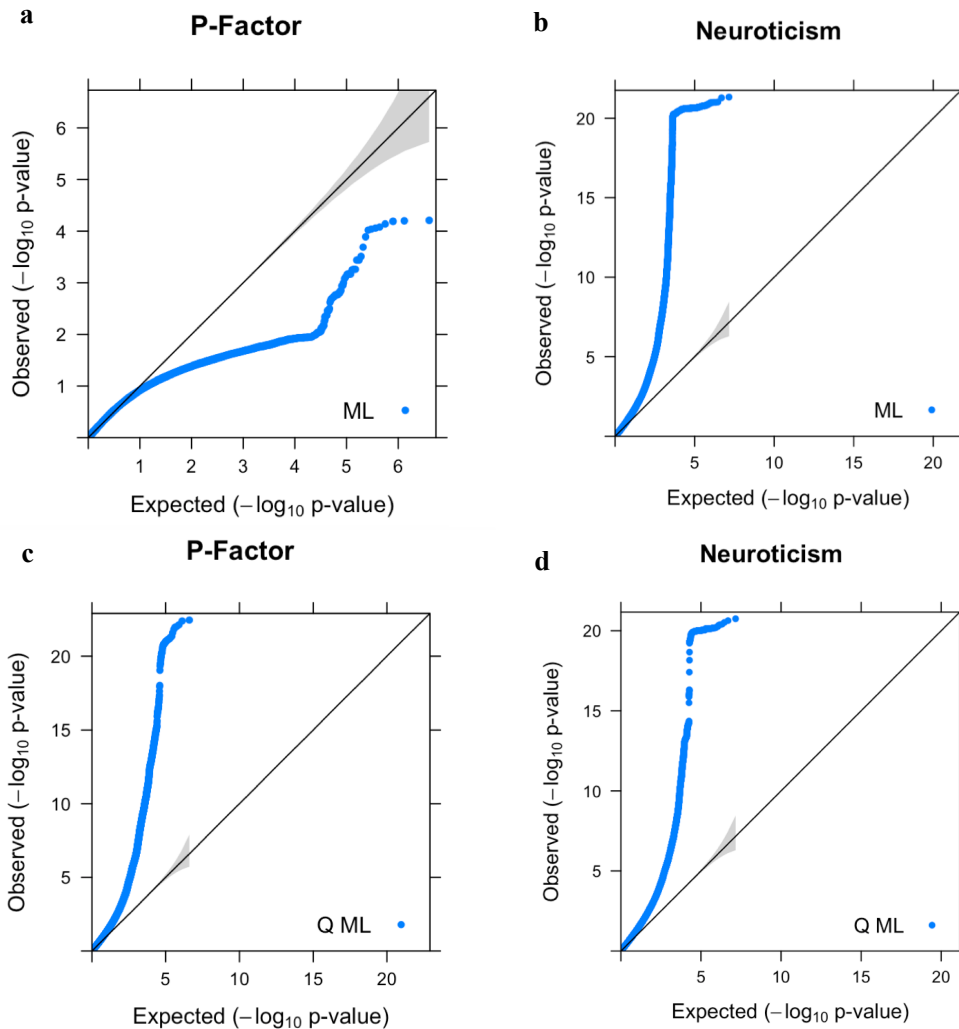 a
P-Factor
1 2 3 4 5 6
1 2 3 4 5 6
Observed (−log10 p-value)
Expected (−log10 p-value)
ML
b
Neuroticism
5 10 15 20
5 10 15 20
Observed (−log10 p-value)
Expected (−log10 p-value)
ML
c
P-Factor
5 10 15 20
5 10 15 20
Observed (−log10 p-value)
Expected (−log10 p-value)
Q ML
d
Neuroticism
5 10 15 20
5 10 15 20
Observed (−log10 p-value)
Expected (−log10 p-value)
Q ML